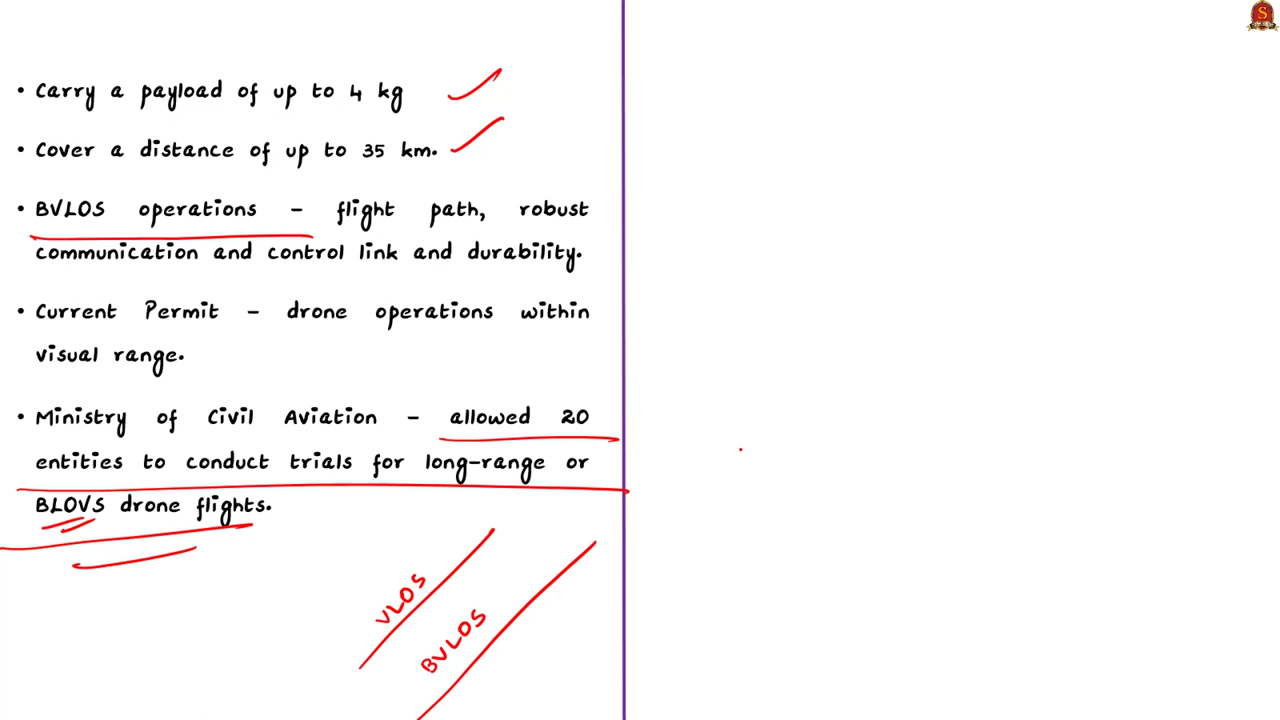 • Carry a payload of up to 4 kg
• Cover a distance of up to 35 km.
• BVLOS operations - flight path, robust
communication and control link and durability.
• Current Permit - drone operations within
visual range.
• Ministry of Civil Aviation - allowed 20
entities to conduct trials for long-range or
BLOVS drone flights.
VLOS
BVLOS
S